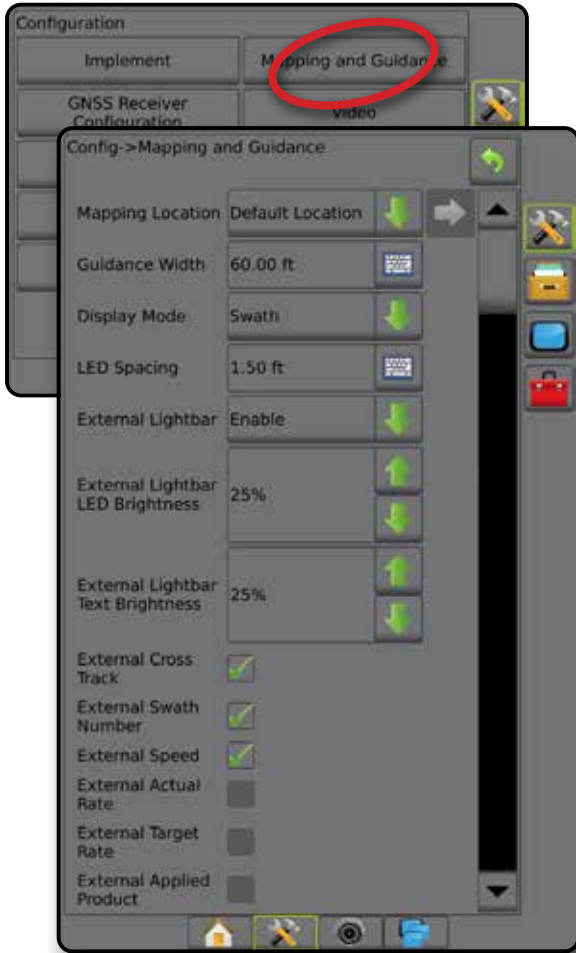 Configuration
Implement
Mapping and Guidance
GNSS Receiver
Configuration
Video
Config->Mapping and Guidance
Mapping Location
Default Location
Guidance Width
60.00 ft
Display Mode
Swath
LED Spacing
1.50 ft
External Lightbar
Enable
External Lightbar
LED Brightness
25%
External Lightbar
Text Brightness
25%
External Cross
Track
External Swath
Number
External Speed
External Actual
Rate
External Target
Rate
External Applied
Product